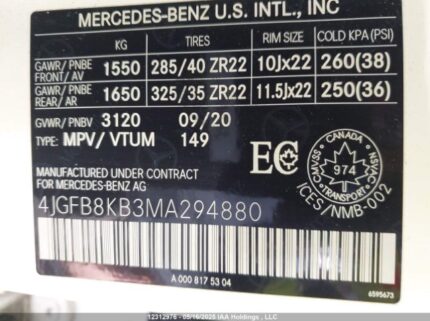 MERCEDES-BENZ U.S. INTL., INC
KG TIRES RIM SIZE COLD KPA (PSI)
GAWR/PNBE FRONT/ AV 1550 285/40 ZR22 10Jx22 260(38)
GAWR/PNBE REAR/ AR 1650 325/35 ZR22 11.5Jx22 250(36)
GVWR/PNBV 3120 09/20
TYPE: MPV/ VTUM 149
MANUFACTURED UNDER CONTRACT
FOR MERCEDES-BENZ AG
EC
CANADA
CMVSS
974
NSVAC
ICES/NMB-002
4JGFB8KB3MA294880
A 000 817 53 04
6595673
12312976 - 05/16/2025 IAA Holdings, LLC